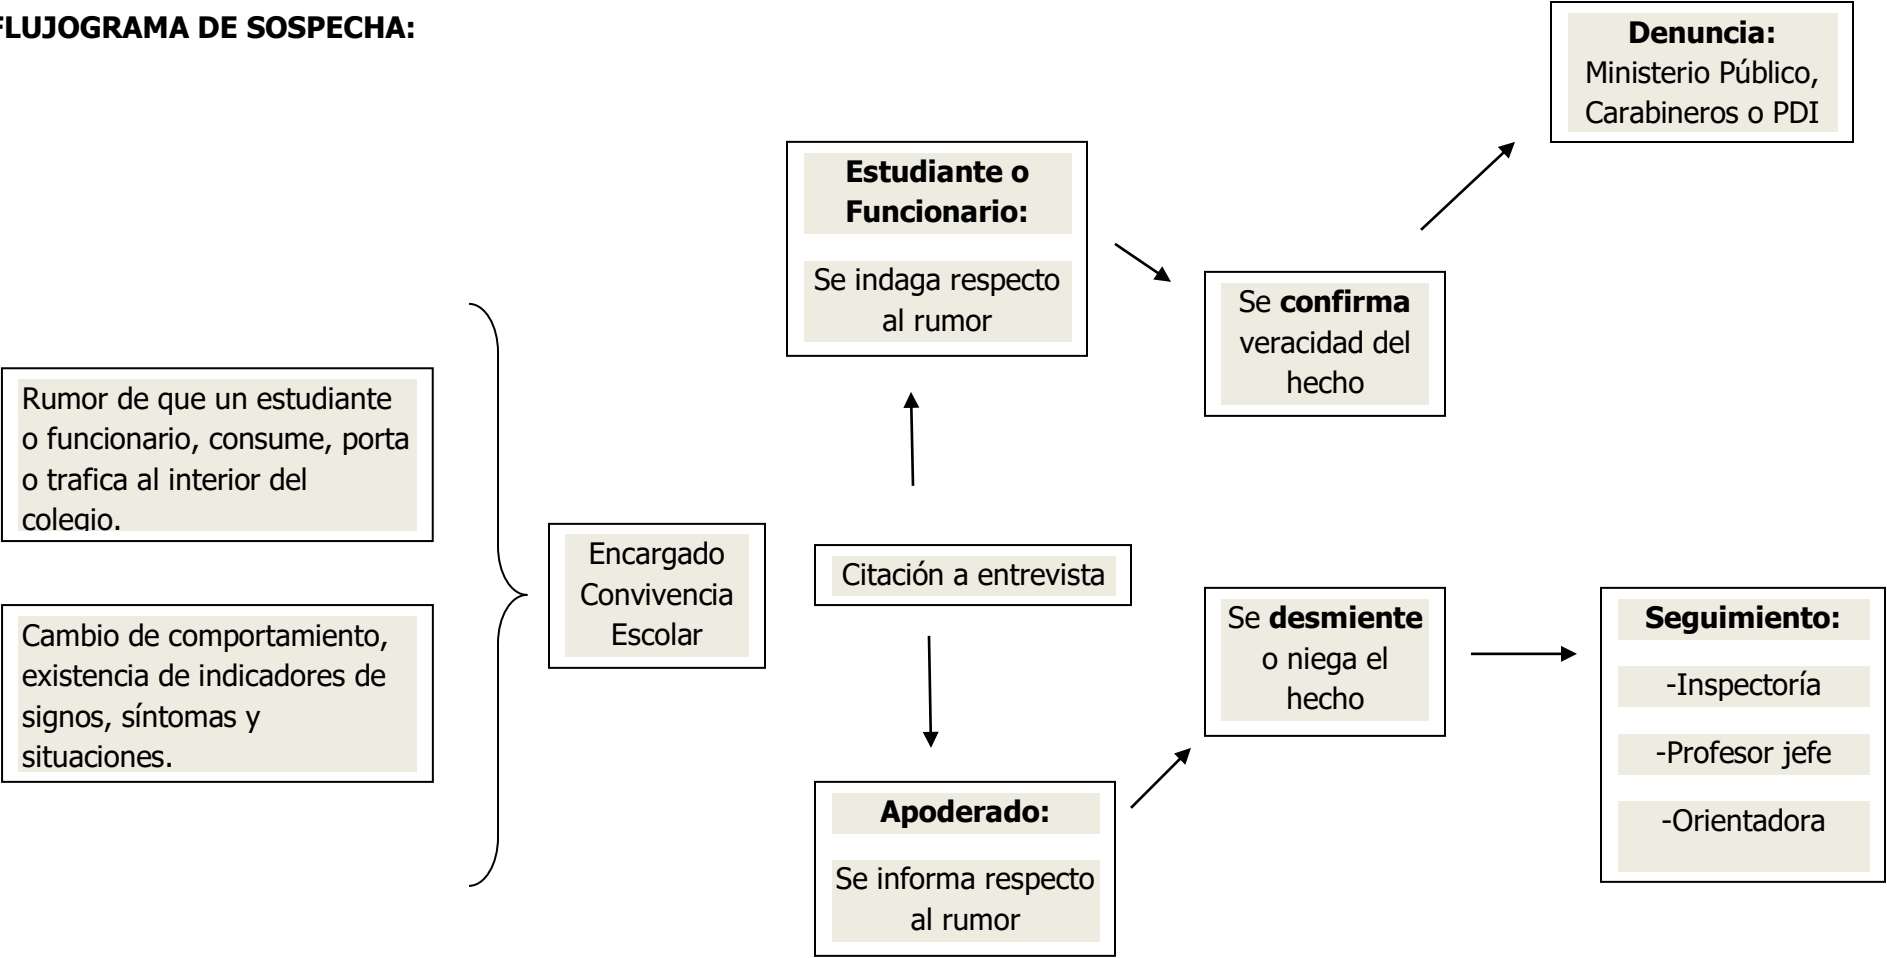 FLUJOGRAMA DE SOSPECHA:
Rumor de que un estudiante
o funcionario, consume, porta
o trafica al interior del
colegio.
Cambio de comportamiento,
existencia de indicadores de
signos, síntomas y
situaciones.
Encargado
Convivencia
Escolar
Citación a entrevista
Estudiante o
Funcionario:
Se indaga respecto
al rumor
Apoderado:
Se informa respecto
al rumor
Se confirma
veracidad del
hecho
Se desmiente
o niega el
hecho
Denuncia:
Ministerio Público,
Carabineros o PDI
Seguimiento:
-Inspectoría
-Profesor jefe
-Orientadora